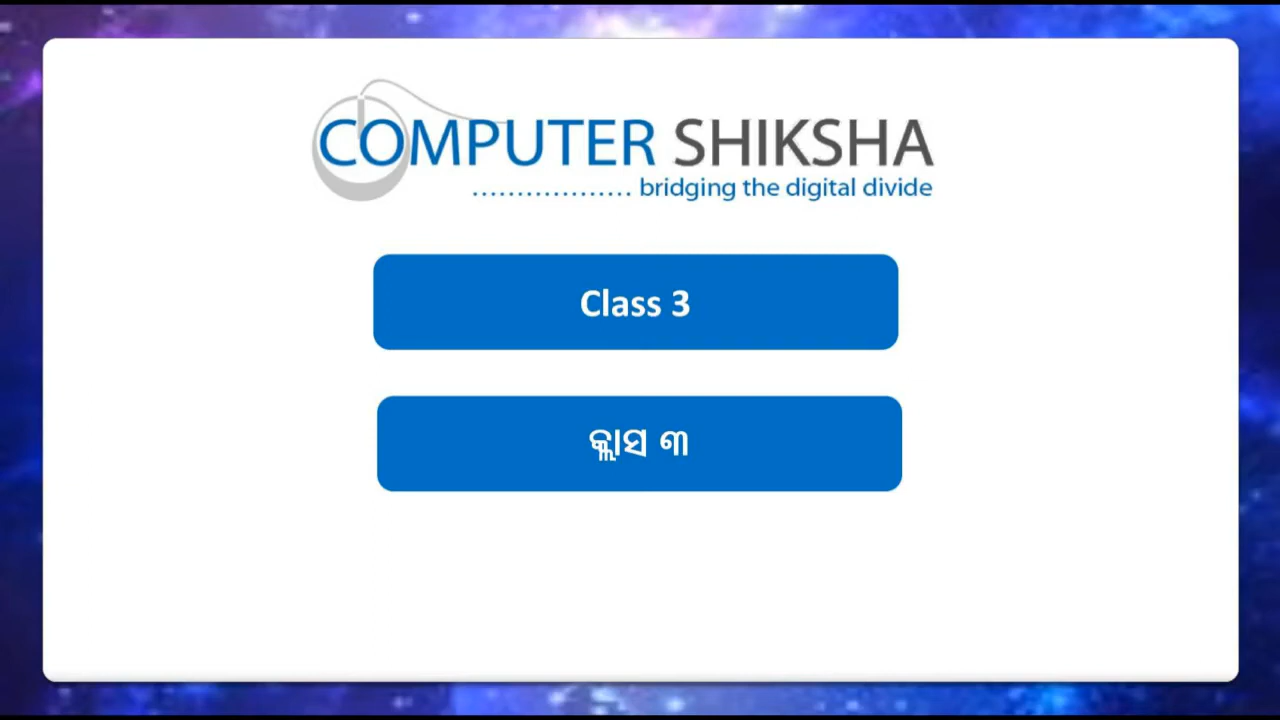 COMPUTER SHIKSHA
.................. bridging the digital divide
Class 3
କ୍ଲାସ ୩